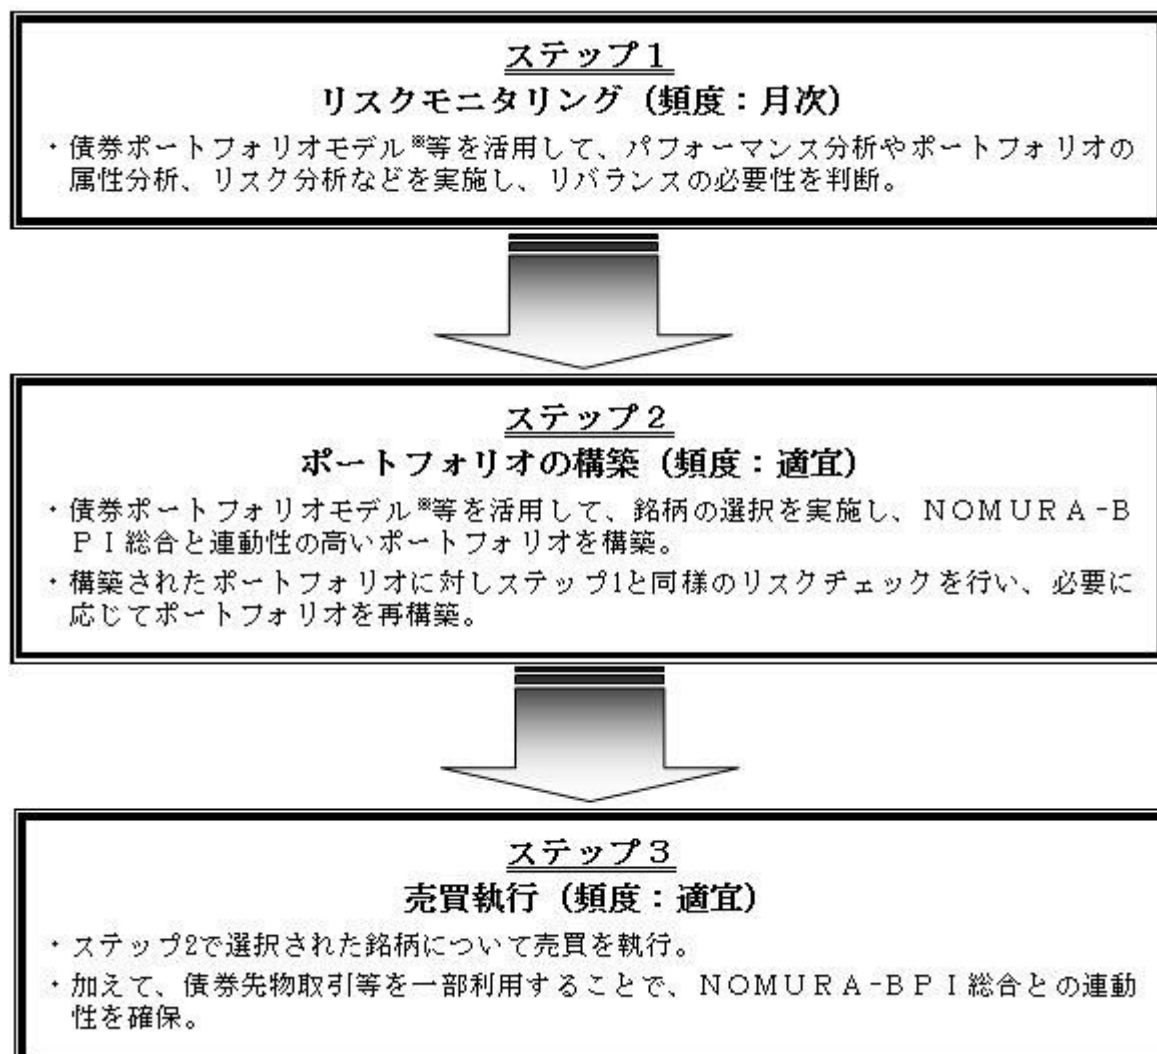 ステップ１
リスクモニタリング（頻度：月次）
・債券ポートフォリオモデル※等を活用して、パフォーマンス分析やポートフォリオの
属性分析、リスク分析などを実施し、リバランスの必要性を判断。
ステップ２
ポートフォリオの構築（頻度：適宜）
・債券ポートフォリオモデル※等を活用して、銘柄の選択を実施し、ＮＯＭＵＲＡ-Ｂ
ＰＩ総合と連動性の高いポートフォリオを構築。
・構築されたポートフォリオに対しステップ1と同様のリスクチェックを行い、必要に
応じてポートフォリオを再構築。
ステップ３
売買執行（頻度：適宜）
・ステップ2で選択された銘柄について売買を執行。
・加えて、債券先物取引等を一部利用することで、ＮＯＭＵＲＡ-ＢＰＩ総合との連動
性を確保。